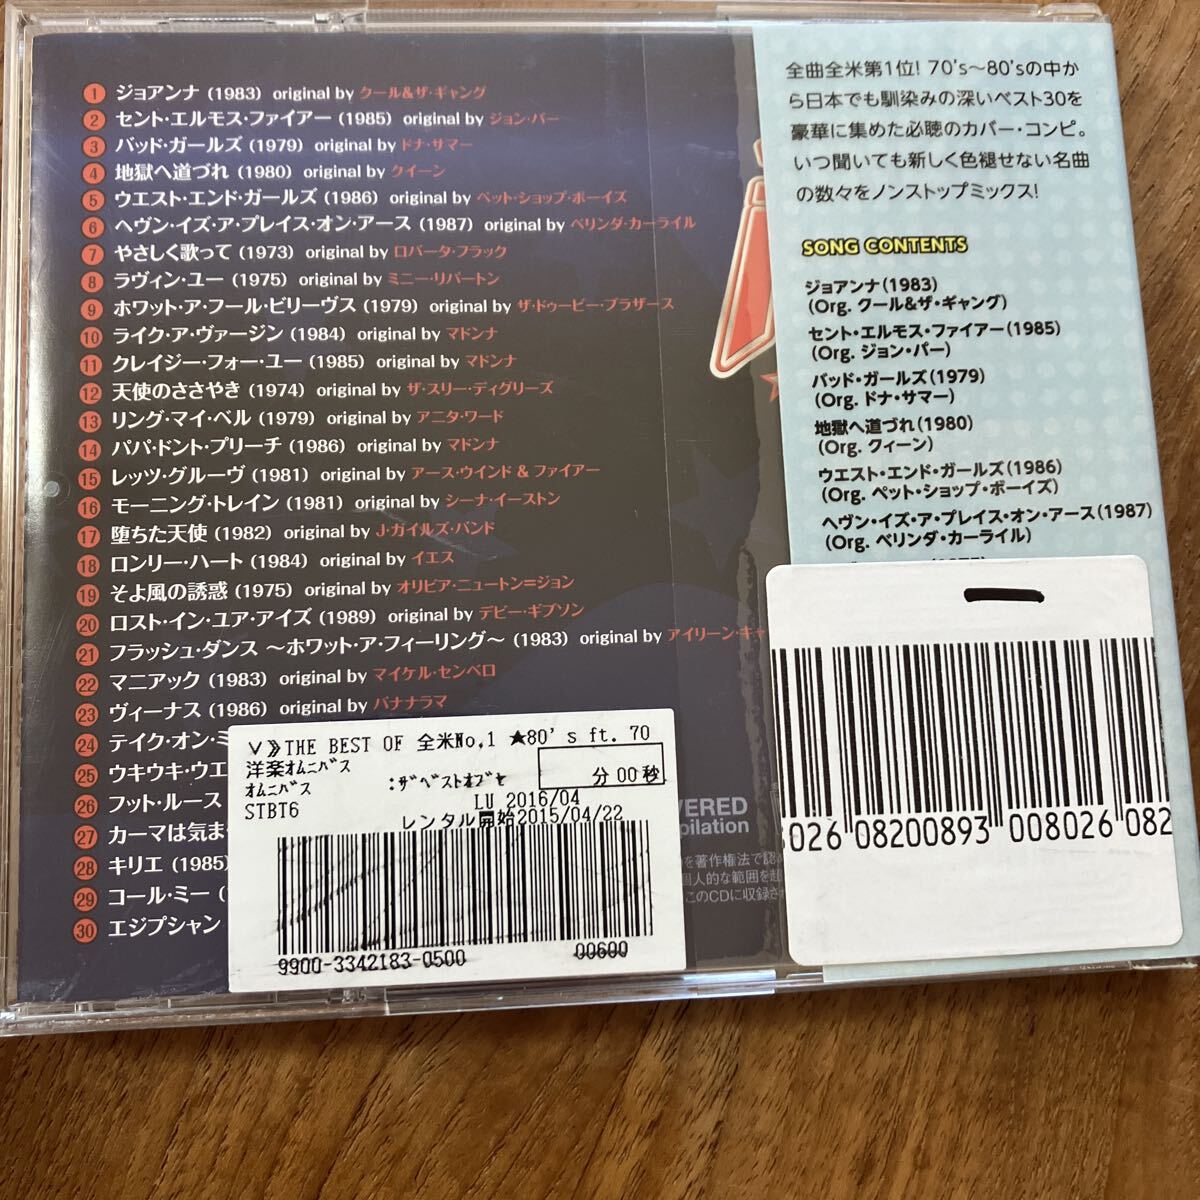 1 ジョアンナ (1983) original by クール&ザ・ギャング
2 セント・エルモス・ファイアー (1985) original by ジョン・パー
3 バッド・ガールズ (1979) original by ドナ・サマー
4 地獄へ道づれ (1980) original by クイーン
5 ウエスト・エンド・ガールズ (1986) original by ペット・ショップ・ボーイズ
6 ヘヴン・イズ・ア・プレイス・オン・アース (1987) original by ベリンダ・カーライル
7 やさしく歌って (1973) original by ロバータ・フラック
8 ラヴィン・ユー (1975) original by ミニー・リパートン
9 ホワット・ア・フール・ビリーヴス (1979) original by ザ・ドゥービー・ブラザース
10 ライク・ア・ヴァージン (1984) original by マドンナ
11 クレイジー・フォー・ユー (1985) original by マドンナ
12 天使のささやき (1974) original by ザ・スリー・ディグリーズ
13 リング・マイ・ベル (1979) original by アニタ・ワード
14 パパ・ドント・プリーチ (1986) original by マドンナ
15 レッツ・グルーヴ (1981) original by アース・ウインド & ファイアー
16 モーニング・トレイン (1981) original by シーナ・イーストン
17 堕ちた天使 (1982) original by J・ガイルズ・バンド
18 ロンリー・ハート (1984) original by イエス
19 そよ風の誘惑 (1975) original by オリビア・ニュートン=ジョン
20 ロスト・イン・ユア・アイズ (1989) original by デビー・ギブソン
21 フラッシュ・ダンス ～ホワット・ア・フィーリング～ (1983) original by アイリーン・キャ
22 マニアック (1983) original by マイケル・センベロ
23 ヴィーナス (1986) original by バナナラマ
24 テイク・オン・ミ
25 ウキウキ・ウエ
26 フット・ルース
27 カーマは気ま
28 キリエ (1985)
29 コール・ミー (
30 エジプシャン
全曲全米第1位! 70's～80'sの中か
ら日本でも馴染みの深いベスト30を
豪華に集めた必聴のカバー・コンピ。
いつ聞いても新しく色褪せない名曲
の数々をノンストップミックス!
SONG CONTENTS
ジョアンナ(1983)
(Org. クール&ザ・ギャング)
セント・エルモス・ファイアー(1985)
(Org. ジョン・パー)
バッド・ガールズ(1979)
(Org. ドナ・サマー)
地獄へ道づれ(1980)
(Org. クィーン)
ウエスト・エンド・ガールズ(1986)
(Org. ペット・ショップ・ボーイズ)
ヘヴン・イズ・ア・プレイス・オン・アース(1987)
(Org. ベリンダ・カーライル)
V》THE BEST OF 全米No.1 ★80's ft. 70
洋楽ｵﾑﾆﾊﾞｽ
ｵﾑﾆﾊﾞｽ :ｻﾞﾍﾞｽﾄｵﾌﾞｾ 分00秒
STBT6 LU 2016/04
レンタル開始2015/04/22
9900-3342183-0500 00600
VERED
pilation
を著作権法で認
個人的な範囲を超
このCDに収録さ
8026 08200893 008026 082